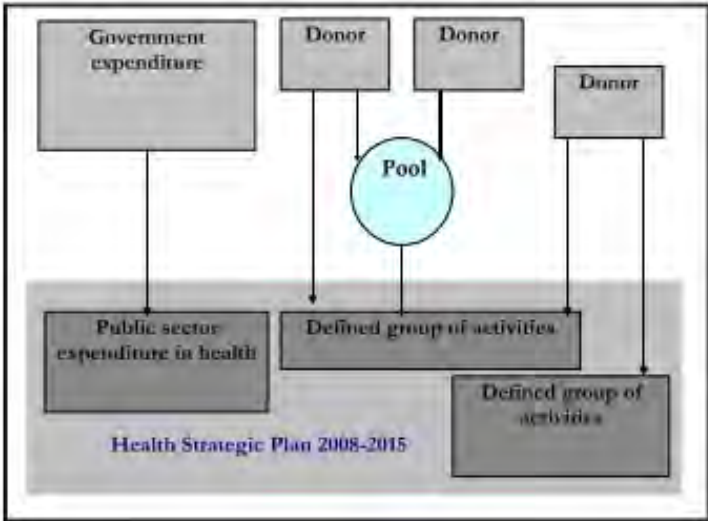 Government
expenditure
Donor
Donor
Donor
Pool
Public sector
expenditure in health
Defined group of activities
Defined group of
activities
Health Strategic Plan 2008-2015